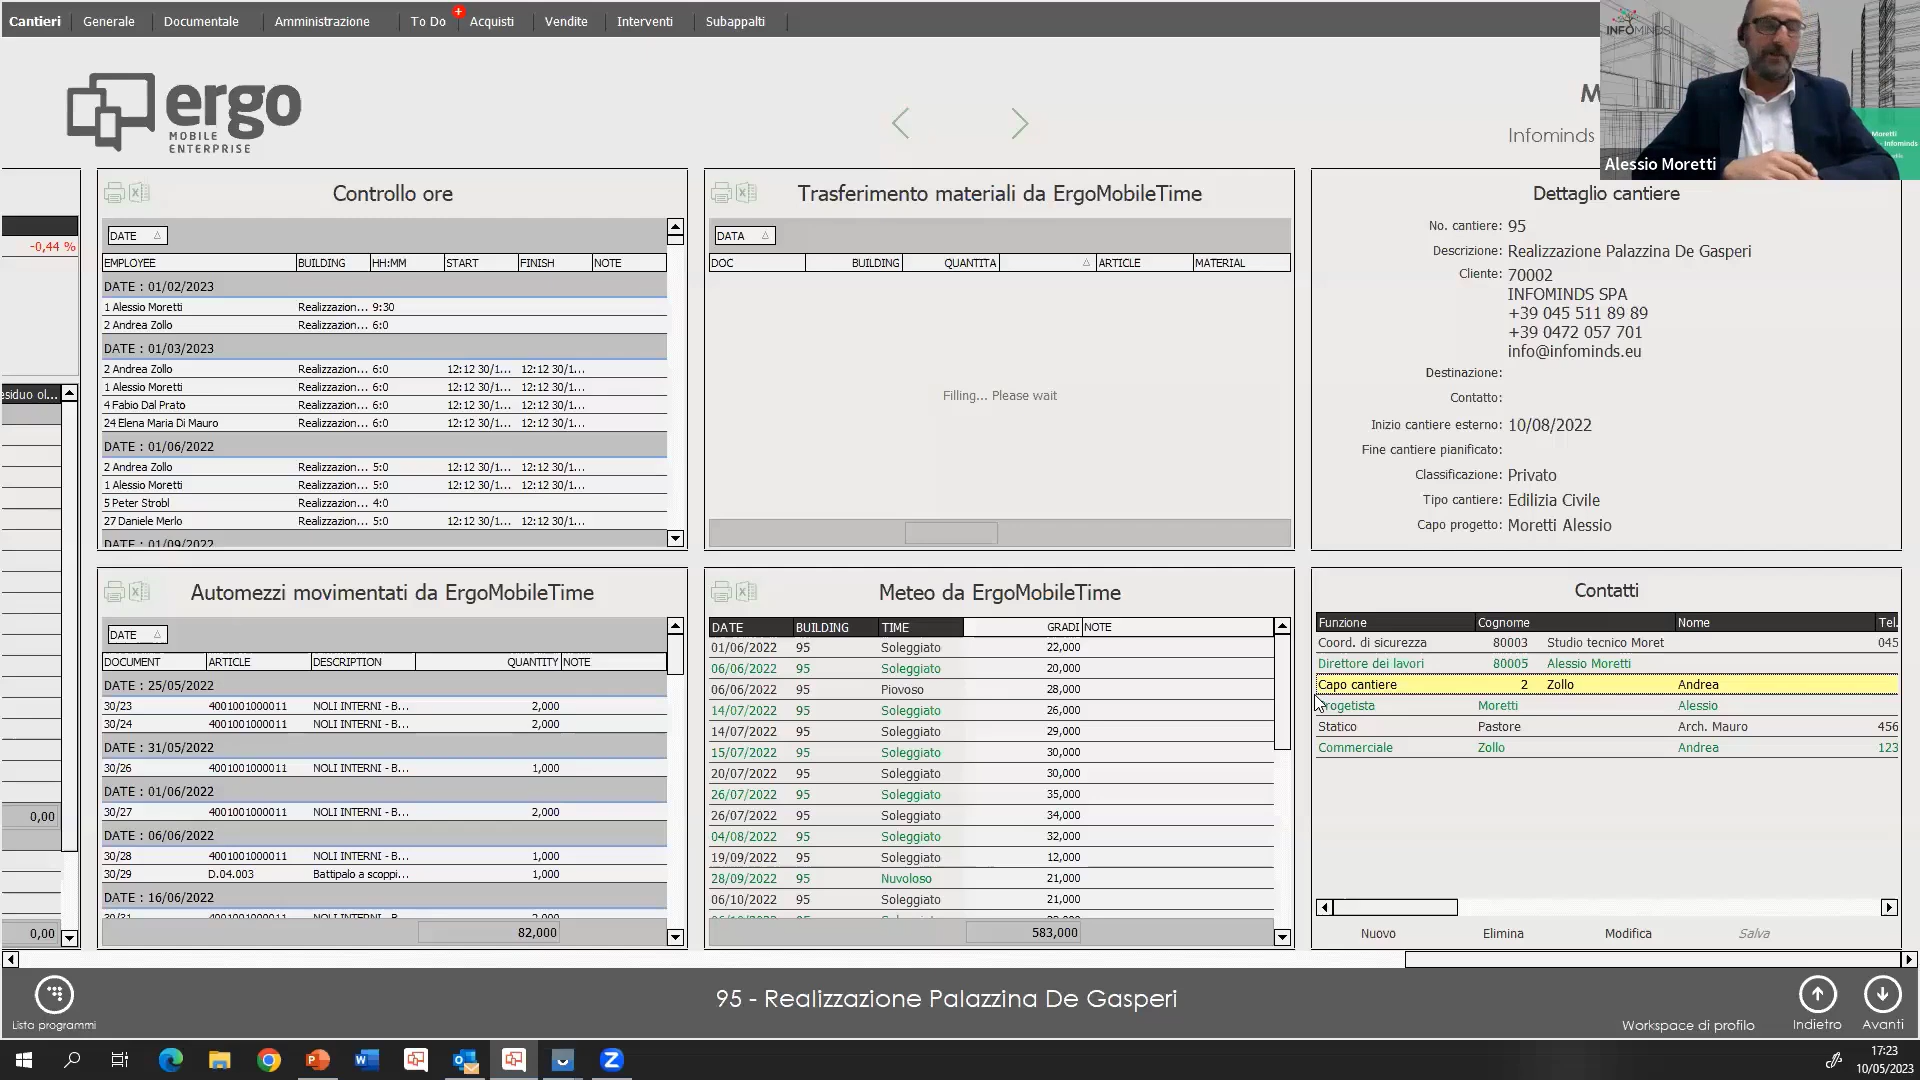 Cantieri Generale Documentale Amministrazione To Do Acquisti Vendite Interventi Subappalti
INFOMINDS
ergo
MOBILE
ENTERPRISE
M
Infominds
Moretti
Infominds
Alessio Moretti
-0,44 %
esiduo ol...
0,00
0,00
Controllo ore
DATE
EMPLOYEE BUILDING HH:MM START FINISH NOTE
DATE : 01/02/2023
1 Alessio Moretti Realizzazion... 9:30
2 Andrea Zollo Realizzazion... 6:0
DATE : 01/03/2023
2 Andrea Zollo Realizzazion... 6:0 12:12 30/1... 12:12 30/1...
1 Alessio Moretti Realizzazion... 6:0 12:12 30/1... 12:12 30/1...
4 Fabio Dal Prato Realizzazion... 6:0 12:12 30/1... 12:12 30/1...
24 Elena Maria Di Mauro Realizzazion... 6:0 12:12 30/1... 12:12 30/1...
DATE : 01/06/2022
2 Andrea Zollo Realizzazion... 5:0 12:12 30/1... 12:12 30/1...
1 Alessio Moretti Realizzazion... 5:0 12:12 30/1... 12:12 30/1...
5 Peter Strobl Realizzazion... 4:0
27 Daniele Merlo Realizzazion... 5:0 12:12 30/1... 12:12 30/1...
DATE : 01/09/2022
Trasferimento materiali da ErgoMobileTime
DATA
DOC BUILDING QUANTITA ARTICLE MATERIAL
Filling... Please wait
Dettaglio cantiere
No. cantiere: 95
Descrizione: Realizzazione Palazzina De Gasperi
Cliente: 70002
INFOMINDS SPA
+39 045 511 89 89
+39 0472 057 701
info@infominds.eu
Destinazione:
Contatto:
Inizio cantiere esterno: 10/08/2022
Fine cantiere pianificato:
Classificazione: Privato
Tipo cantiere: Edilizia Civile
Capo progetto: Moretti Alessio
Automezzi movimentati da ErgoMobileTime
DATE
DOCUMENT ARTICLE DESCRIPTION QUANTITY NOTE
DATE : 25/05/2022
30/23 4001001000011 NOLI INTERNI - B... 2,000
30/24 4001001000011 NOLI INTERNI - B... 2,000
DATE : 31/05/2022
30/26 4001001000011 NOLI INTERNI - B... 1,000
DATE : 01/06/2022
30/27 4001001000011 NOLI INTERNI - B... 2,000
DATE : 06/06/2022
30/28 4001001000011 NOLI INTERNI - B... 1,000
30/29 D.04.003 Battipalo a scoppi... 1,000
DATE : 16/06/2022
30/31 4001001000011 NOLI INTERNI - B... 2,000
82,000
Meteo da ErgoMobileTime
DATE BUILDING TIME GRADI NOTE
01/06/2022 95 Soleggiato 22,000
06/06/2022 95 Soleggiato 20,000
06/06/2022 95 Piovoso 28,000
14/07/2022 95 Soleggiato 26,000
14/07/2022 95 Soleggiato 29,000
15/07/2022 95 Soleggiato 30,000
20/07/2022 95 Soleggiato 30,000
26/07/2022 95 Soleggiato 35,000
26/07/2022 95 Soleggiato 34,000
04/08/2022 95 Soleggiato 32,000
19/09/2022 95 Soleggiato 12,000
28/09/2022 95 Nuvoloso 21,000
06/10/2022 95 Soleggiato 21,000
583,000
Contatti
Funzione Cognome Nome Tel.
Coord. di sicurezza 80003 Studio tecnico Moret 045
Direttore dei lavori 80005 Alessio Moretti
Capo cantiere 2 Zollo Andrea
rogetista Moretti Alessio
Statico Pastore Arch. Mauro 456
Commerciale Zollo Andrea 123
Nuovo Elimina Modifica Salva
Lista programmi
95 - Realizzazione Palazzina De Gasperi
Workspace di profilo
Indietro
Avanti
17:23
10/05/2023